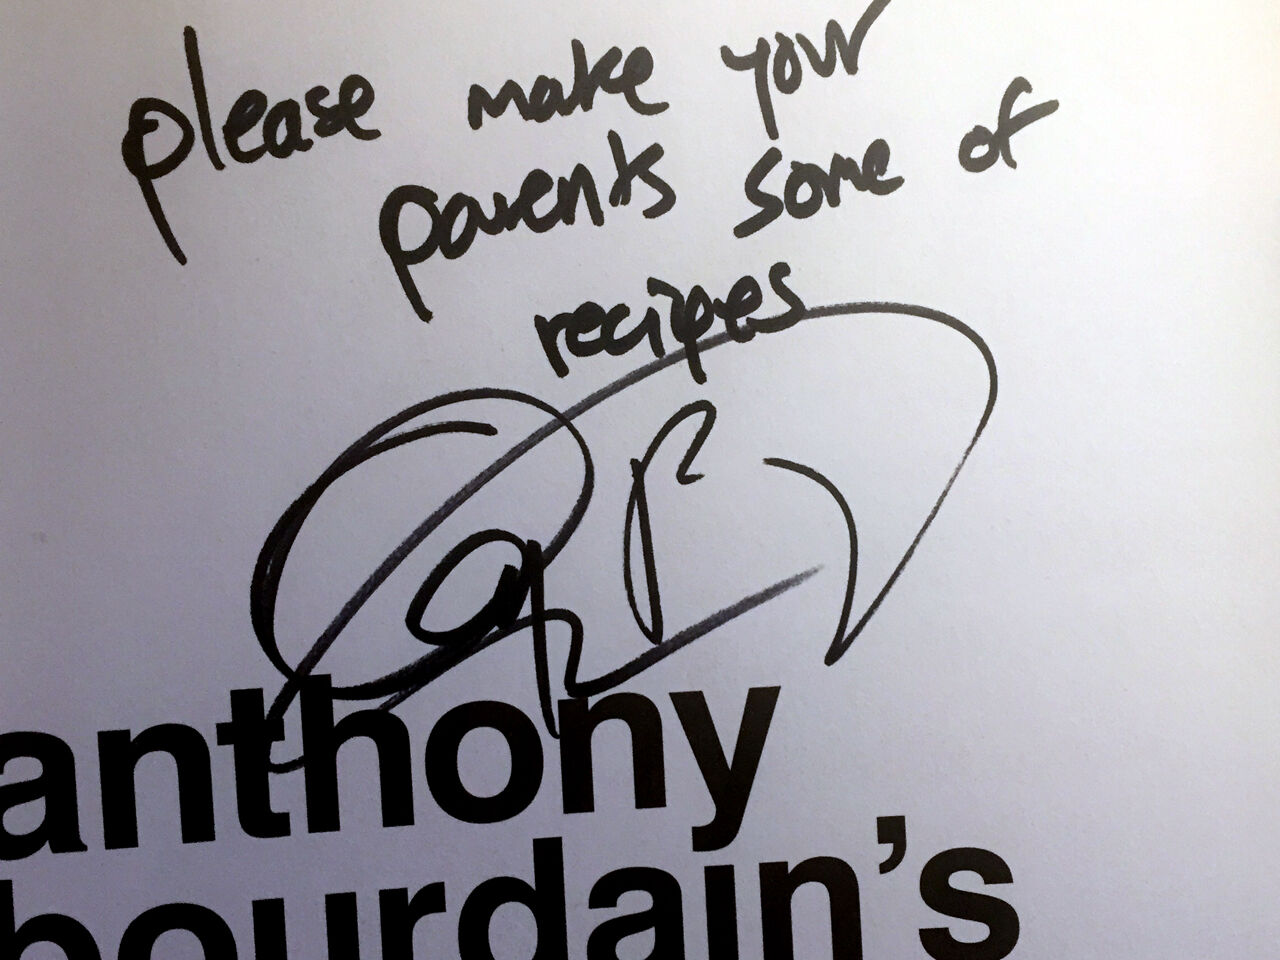 please make your
parents some of
recipes
anthony
bourdain's